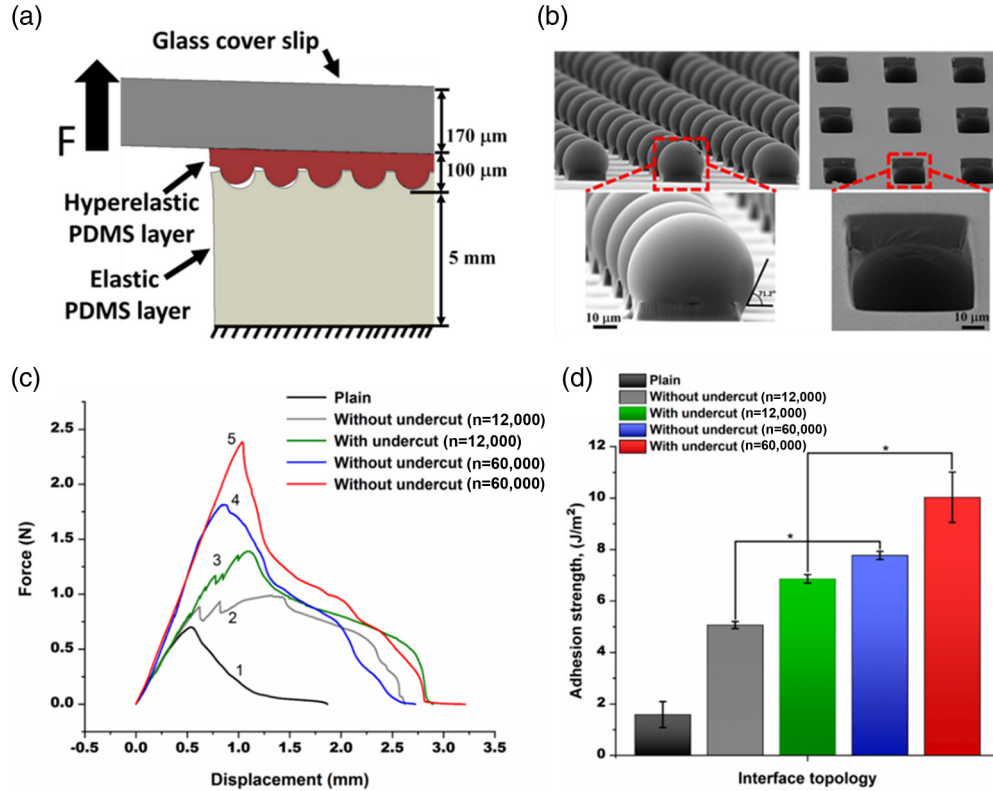 (a)
Glass cover slip
F
170 μm
100 μm
Hyperelastic
PDMS layer
Elastic
PDMS layer
5 mm
(b)
71.2°
10 μm
10 μm
(c)
Plain
Without undercut (n=12,000)
With undercut (n=12,000)
Without undercut (n=60,000)
Without undercut (n=60,000)
2.5
2.0
1.5
1.0
0.5
0.0
Force (N)
5
4
3
2
1
-0.5 0.0 0.5 1.0 1.5 2.0 2.5 3.0 3.5
Displacement (mm)
(d)
Plain
Without undercut (n=12,000)
With undercut (n=12,000)
Without undercut (n=60,000)
With undercut (n=60,000)
12
10
8
6
4
2
0
Adhesion strength, (J/m²)
*
*
Interface topology